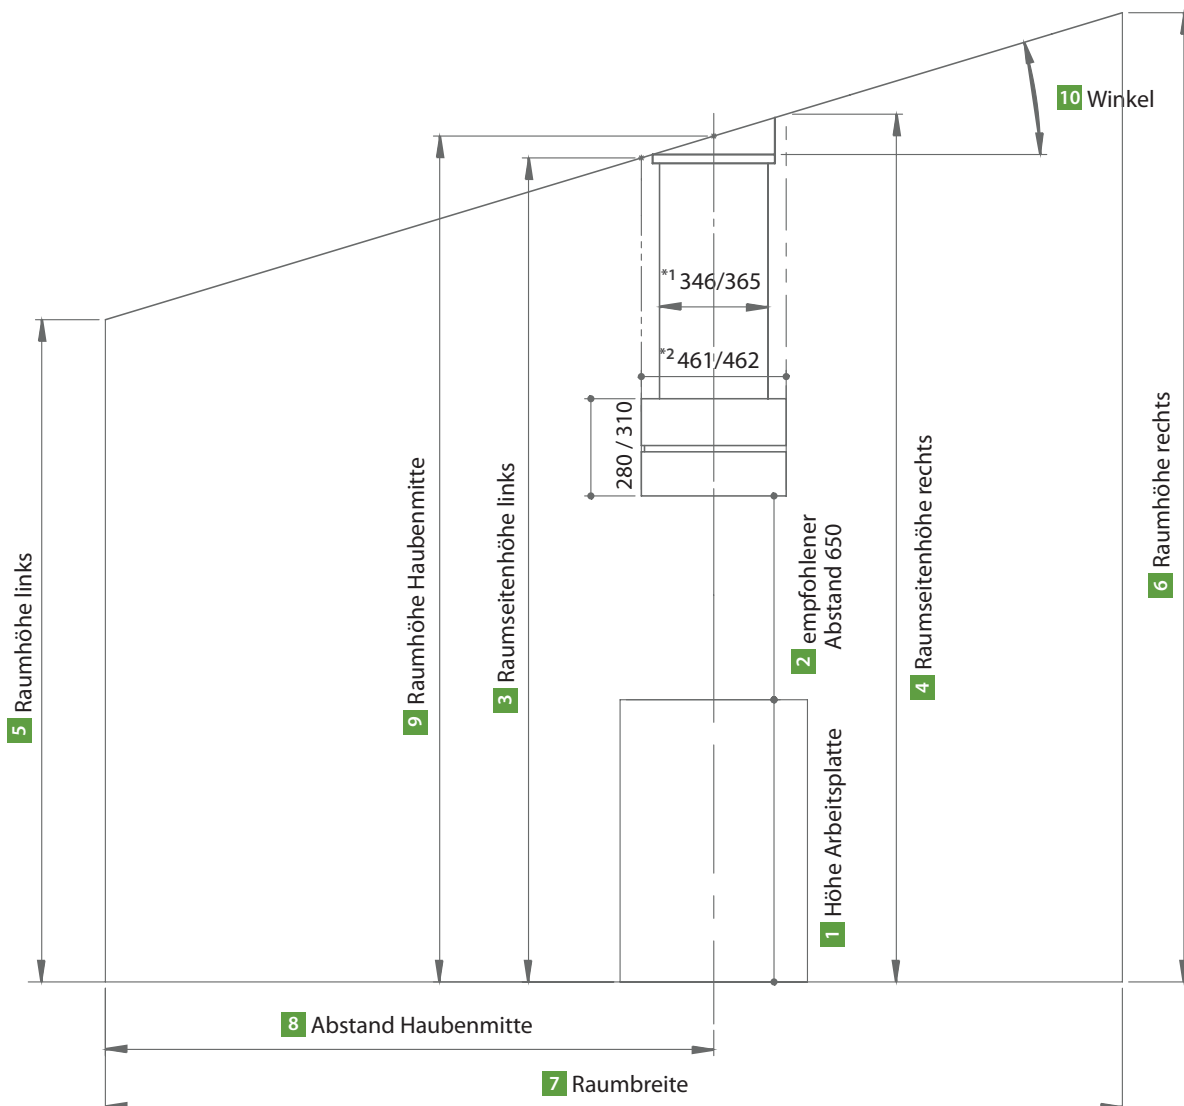 10 Winkel
*1 346/365
*2 461/462
280 / 310
5 Raumhöhe links
9 Raumhöhe Haubenmitte
3 Raumseitenhöhe links
2 empfohlener
Abstand 650
4 Raumseitenhöhe rechts
6 Raumhöhe rechts
1 Höhe Arbeitsplatte
8 Abstand Haubenmitte
7 Raumbreite